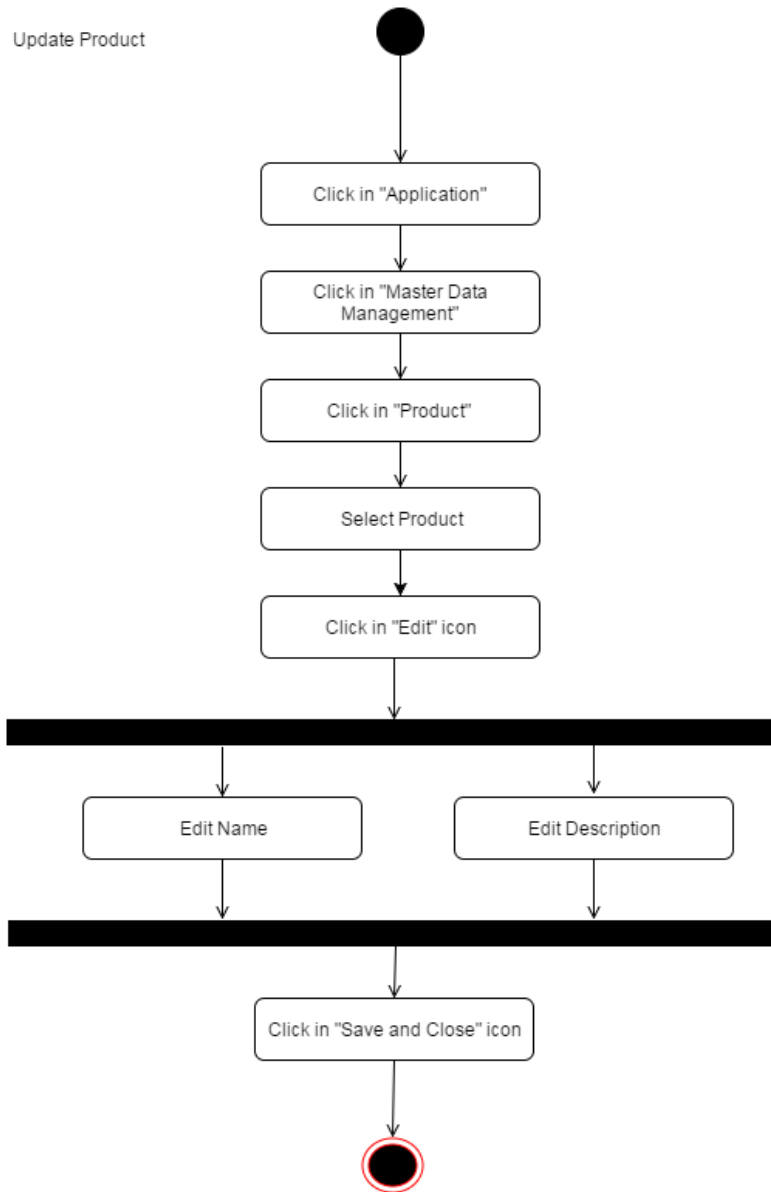 Update Product
Click in "Application"
Click in "Master Data
Management"
Click in "Product"
Select Product
Click in "Edit" icon
Edit Name
Edit Description
Click in "Save and Close" icon